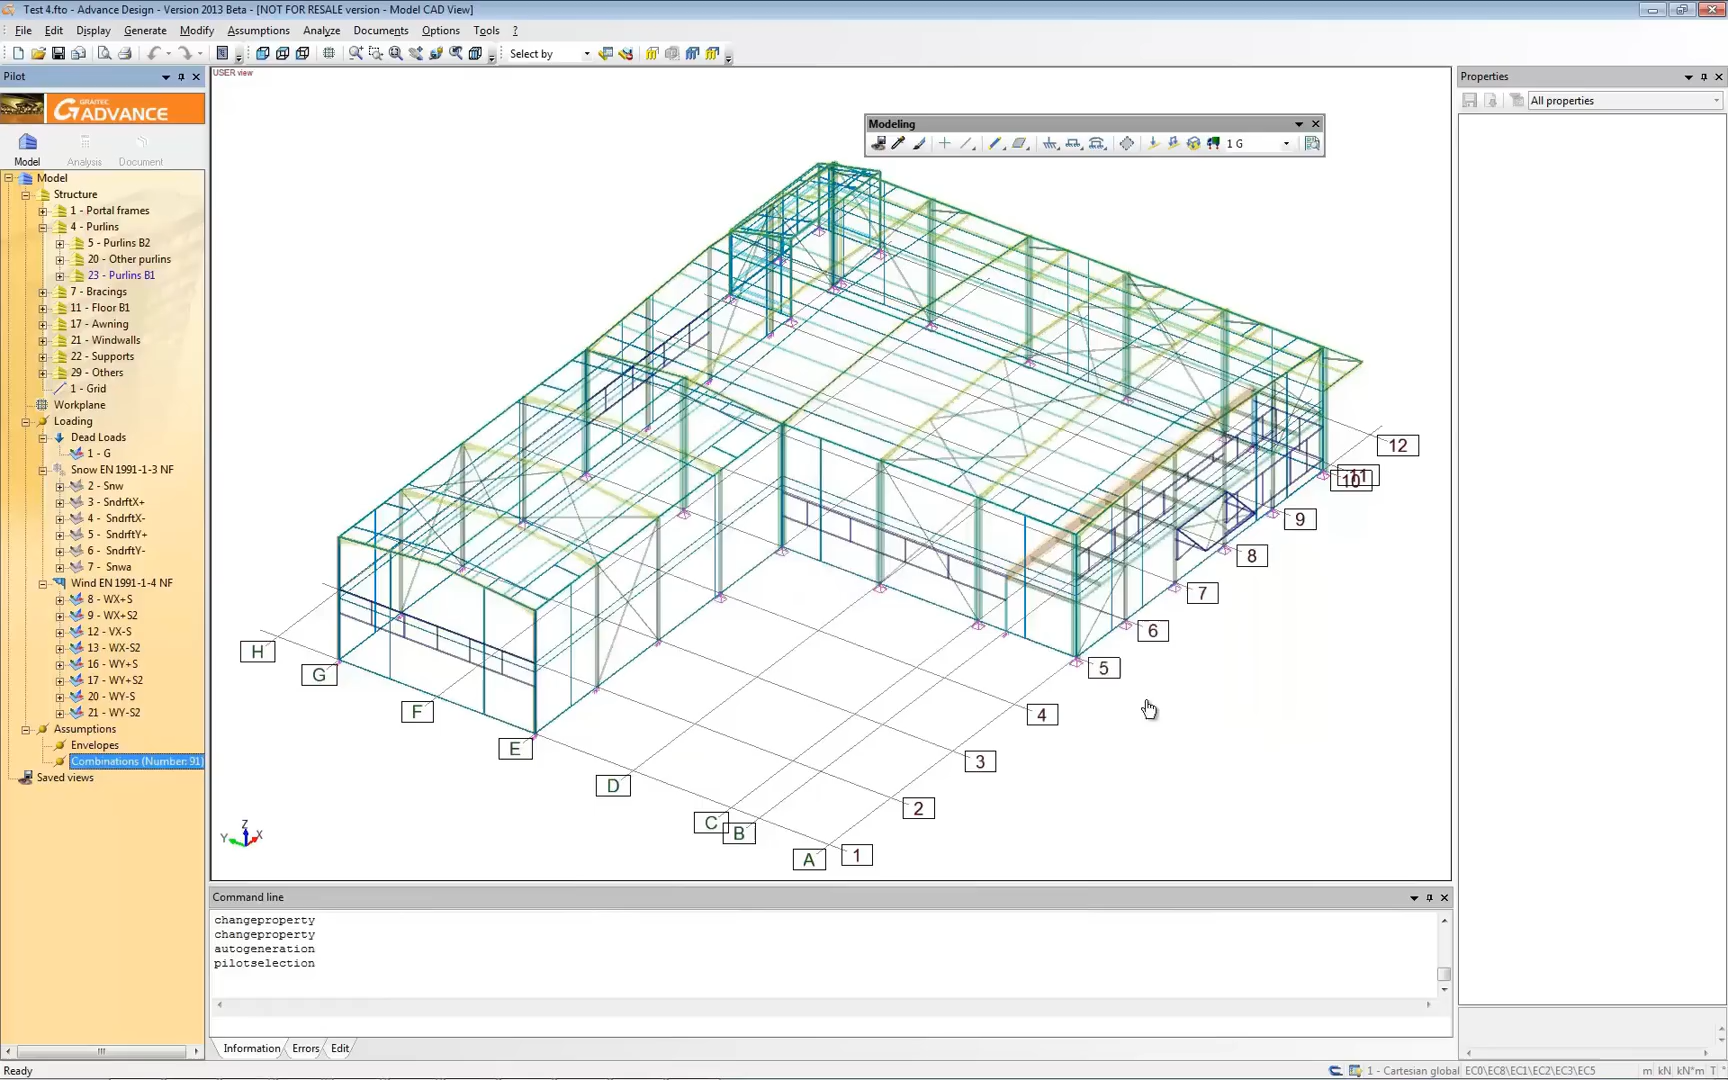 Test 4.fto - Advance Design - Version 2013 Beta - [NOT FOR RESALE version - Model CAD View]
File Edit Display Generate Modify Assumptions Analyze Documents Options Tools ?
Select by
Pilot
GRAITEC
ADVANCE
Model Analysis Document
Model
Structure
1 - Portal frames
4 - Purlins
5 - Purlins B2
20 - Other purlins
23 - Purlins B1
7 - Bracings
11 - Floor B1
17 - Awning
21 - Windwalls
22 - Supports
29 - Others
1 - Grid
Workplane
Loading
Dead Loads
1 - G
Snow EN 1991-1-3 NF
2 - Snw
3 - SndrftX+
4 - SndrftX-
5 - SndrftY+
6 - SndrftY-
7 - Snwa
Wind EN 1991-1-4 NF
8 - WX+S
9 - WX+S2
12 - VX-S
13 - WX-S2
16 - WY+S
17 - WY+S2
20 - WY-S
21 - WY-S2
Assumptions
Envelopes
Combinations (Number: 91)
Saved views
USER view
Modeling
1 G
12
11
10
9
8
7
6
5
4
3
2
1
H
G
F
E
D
C
B
A
Z
Y
X
Command line
changeproperty
changeproperty
autogeneration
pilotselection
Information Errors Edit
Properties
All properties
Ready
1 - Cartesian global EC0\EC8\EC1\EC2\EC3\EC5 m kN kN*m T °